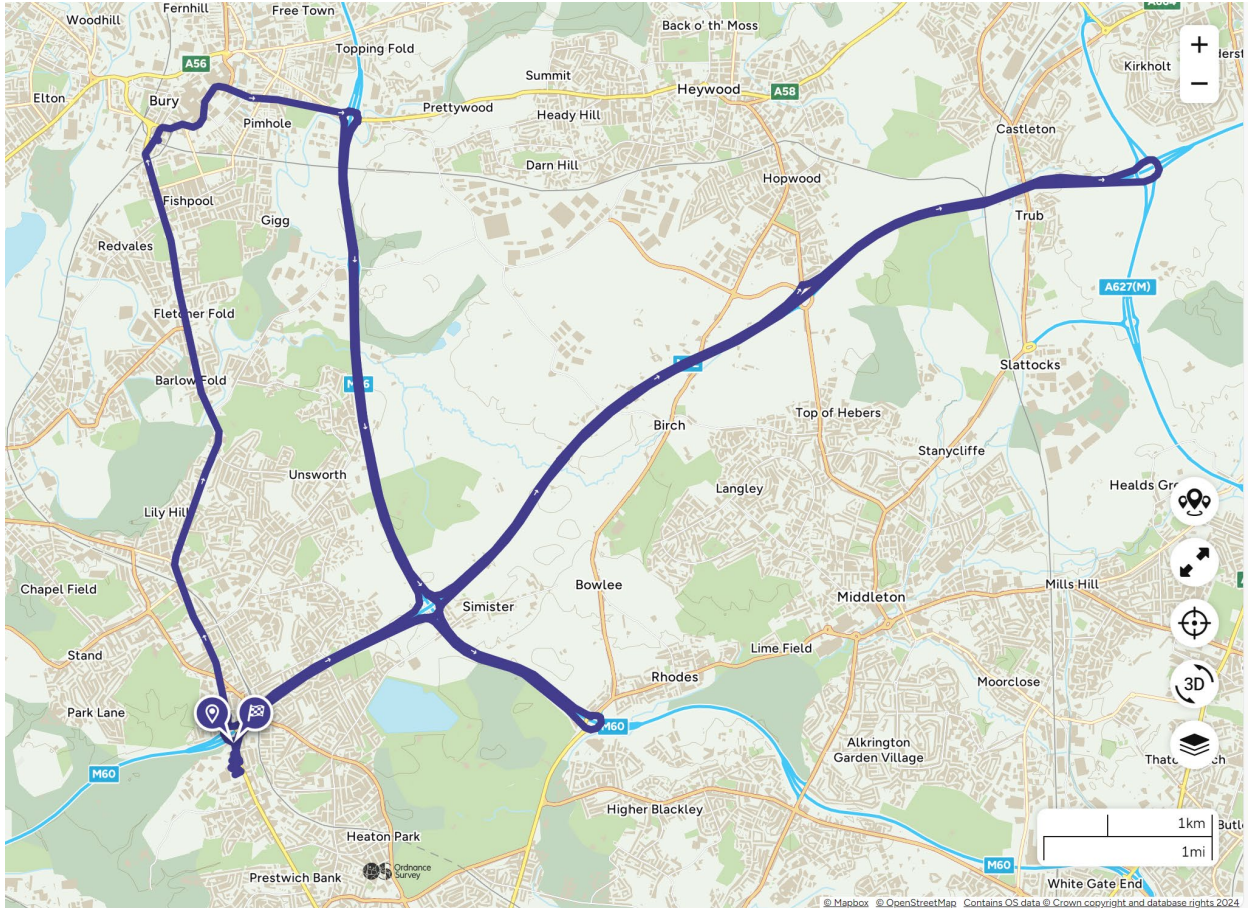 Fernhill
Free Town
Woodhill
Back o' th' Moss
Topping Fold
A56
Kirkholt
+
−
Summit
Elton
Bury
Heywood
A58
Prettywood
Heady Hill
Pimhole
Castleton
Darn Hill
Hopwood
Fishpool
Gigg
Trub
Redvales
A627(M)
Fletcher Fold
Slattocks
Barlow Fold
Top of Hebers
Birch
Stanycliffe
Unsworth
Langley
Healds Gr
Lily Hill
Chapel Field
Bowlee
Mills Hill
Middleton
Simister
Stand
Lime Field
Rhodes
Moorclose
3D
Park Lane
M60
Alkrington
Garden Village
M60
Higher Blackley
1km
1mi
Heaton Park
Ordnance
Survey
M60
Prestwich Bank
White Gate End
© Mapbox © OpenStreetMap Contains OS data © Crown copyright and database rights 2024